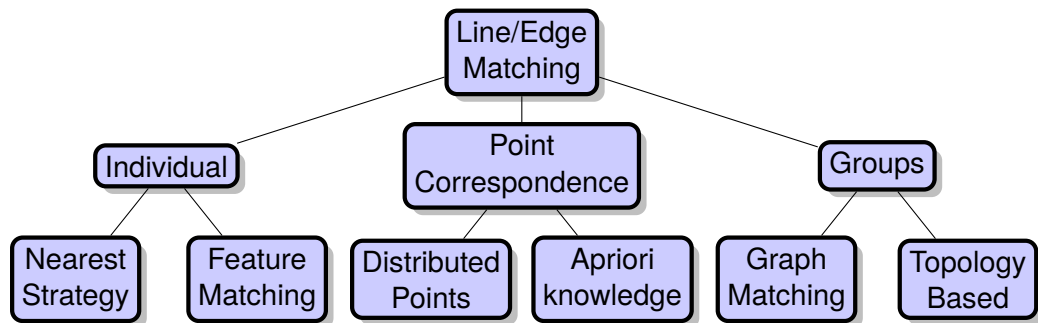 Line/Edge
Matching
Individual
Point
Correspondence
Groups
Nearest
Strategy
Feature
Matching
Distributed
Points
Apriori
knowledge
Graph
Matching
Topology
Based